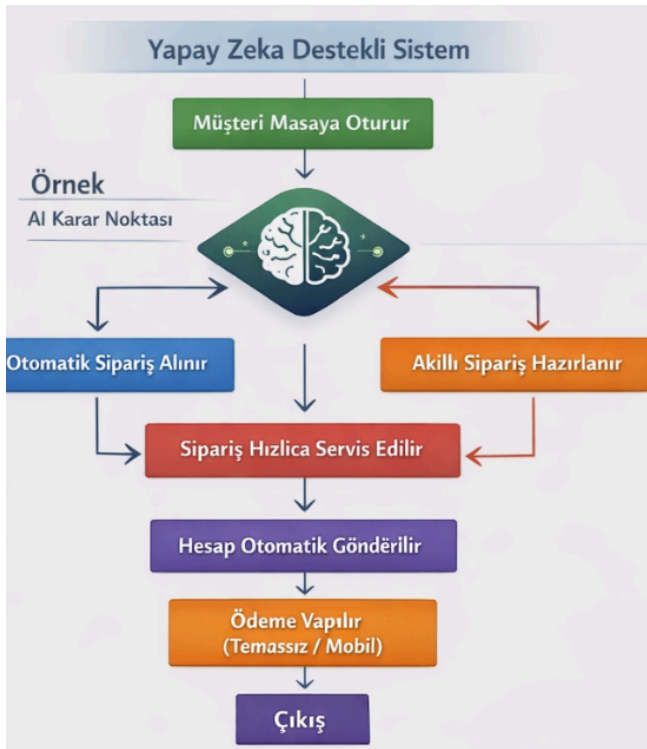 Yapay Zeka Destekli Sistem
Müşteri Masaya Oturur
Örnek
AI Karar Noktası
Otomatik Sipariş Alınır
Akilli Sipariş Hazırlanır
Sipariş Hızlica Servis Edilir
Hesap Otomatik Göndërilir
Ödeme Vapılır
(Temassız / Mobil)
Çıkış